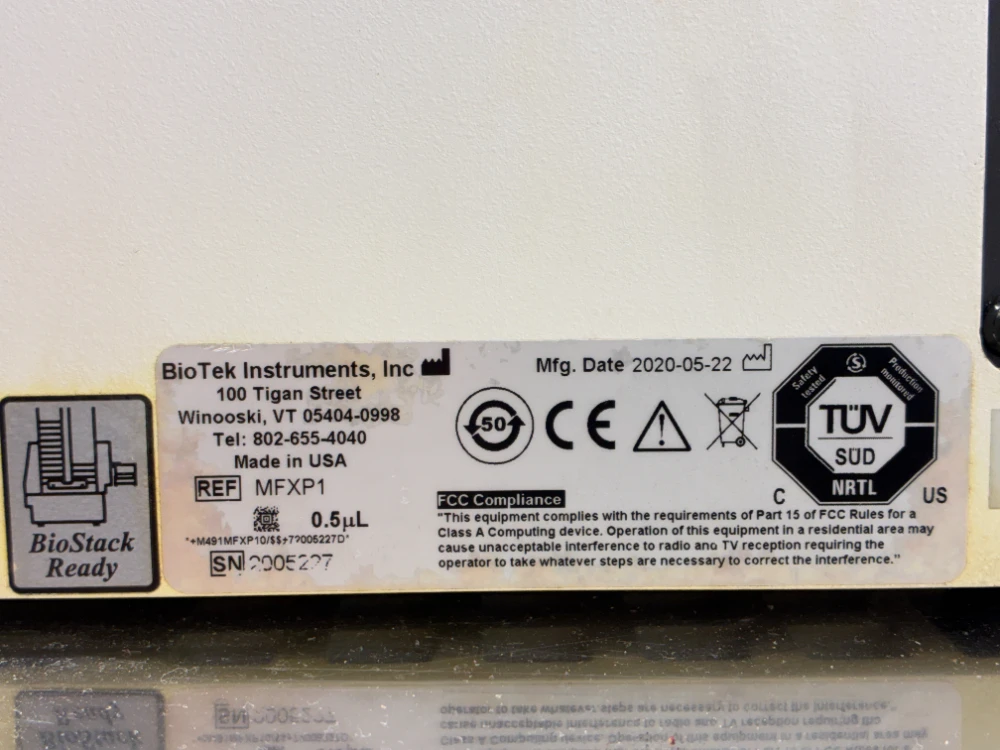 BioTek Instruments, Inc
100 Tigan Street
Winooski, VT 05404-0998
Tel: 802-655-4040
Made in USA
REF MFXP1
0.5µL
SN
Mfg. Date 2020-05-22
50
CE
Safety tested
S
Production monitored
TÜV
SÜD
NRTL
C US
FCC Compliance
"This equipment complies with the requirements of Part 15 of FCC Rules for a
Class A Computing device. Operation of this equipment in a residential area may
cause unacceptable interference to radio and TV reception requiring the
operator to take whatever steps are necessary to correct the interference."
BioStack
Ready